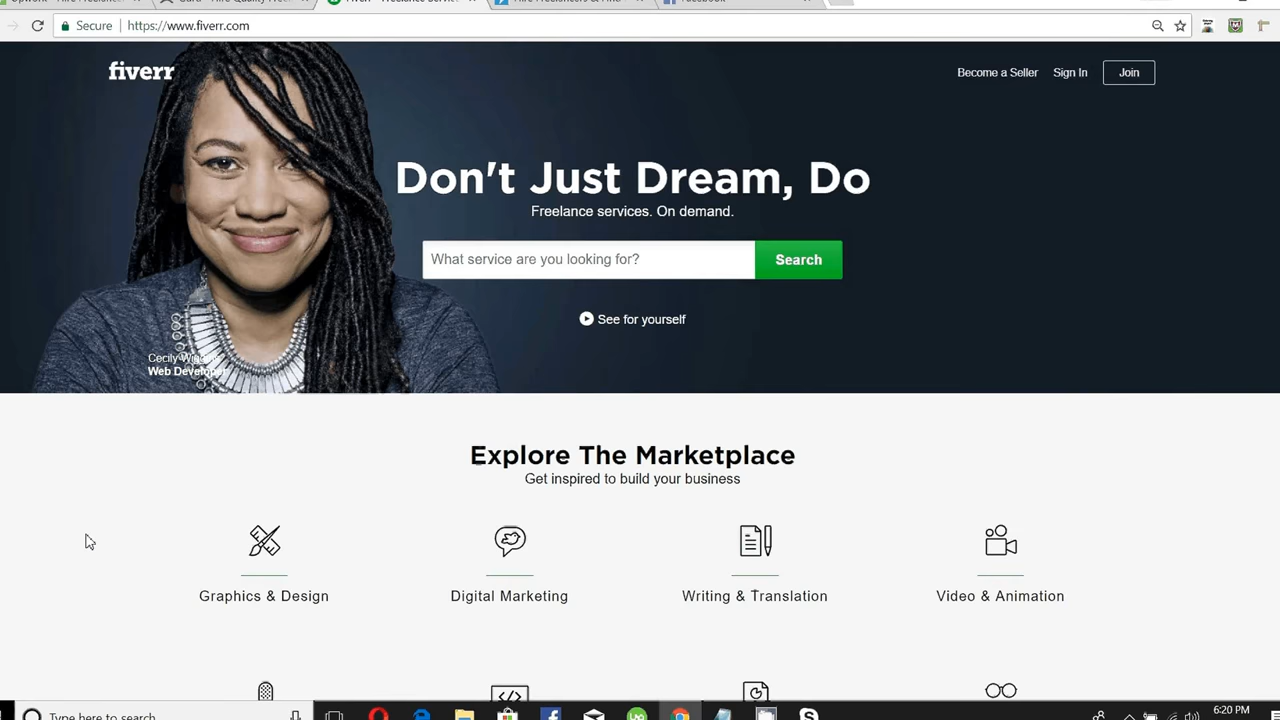 Secure
https://www.fiverr.com
fiverr
Become a Seller
Sign In
Join
Don't Just Dream, Do
Freelance services. On demand.
What service are you looking for?
Search
See for yourself
Cecily
Web Developer
Explore The Marketplace
Get inspired to build your business
Graphics & Design
Digital Marketing
Writing & Translation
Video & Animation
Type here to search
6:20 PM